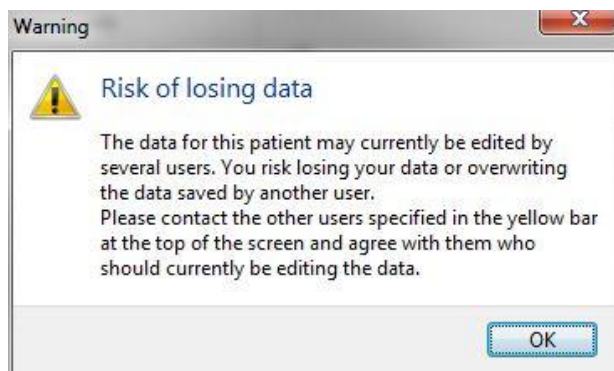 Warning
Risk of losing data
The data for this patient may currently be edited by
several users. You risk losing your data or overwriting
the data saved by another user.
Please contact the other users specified in the yellow bar
at the top of the screen and agree with them who
should currently be editing the data.
OK